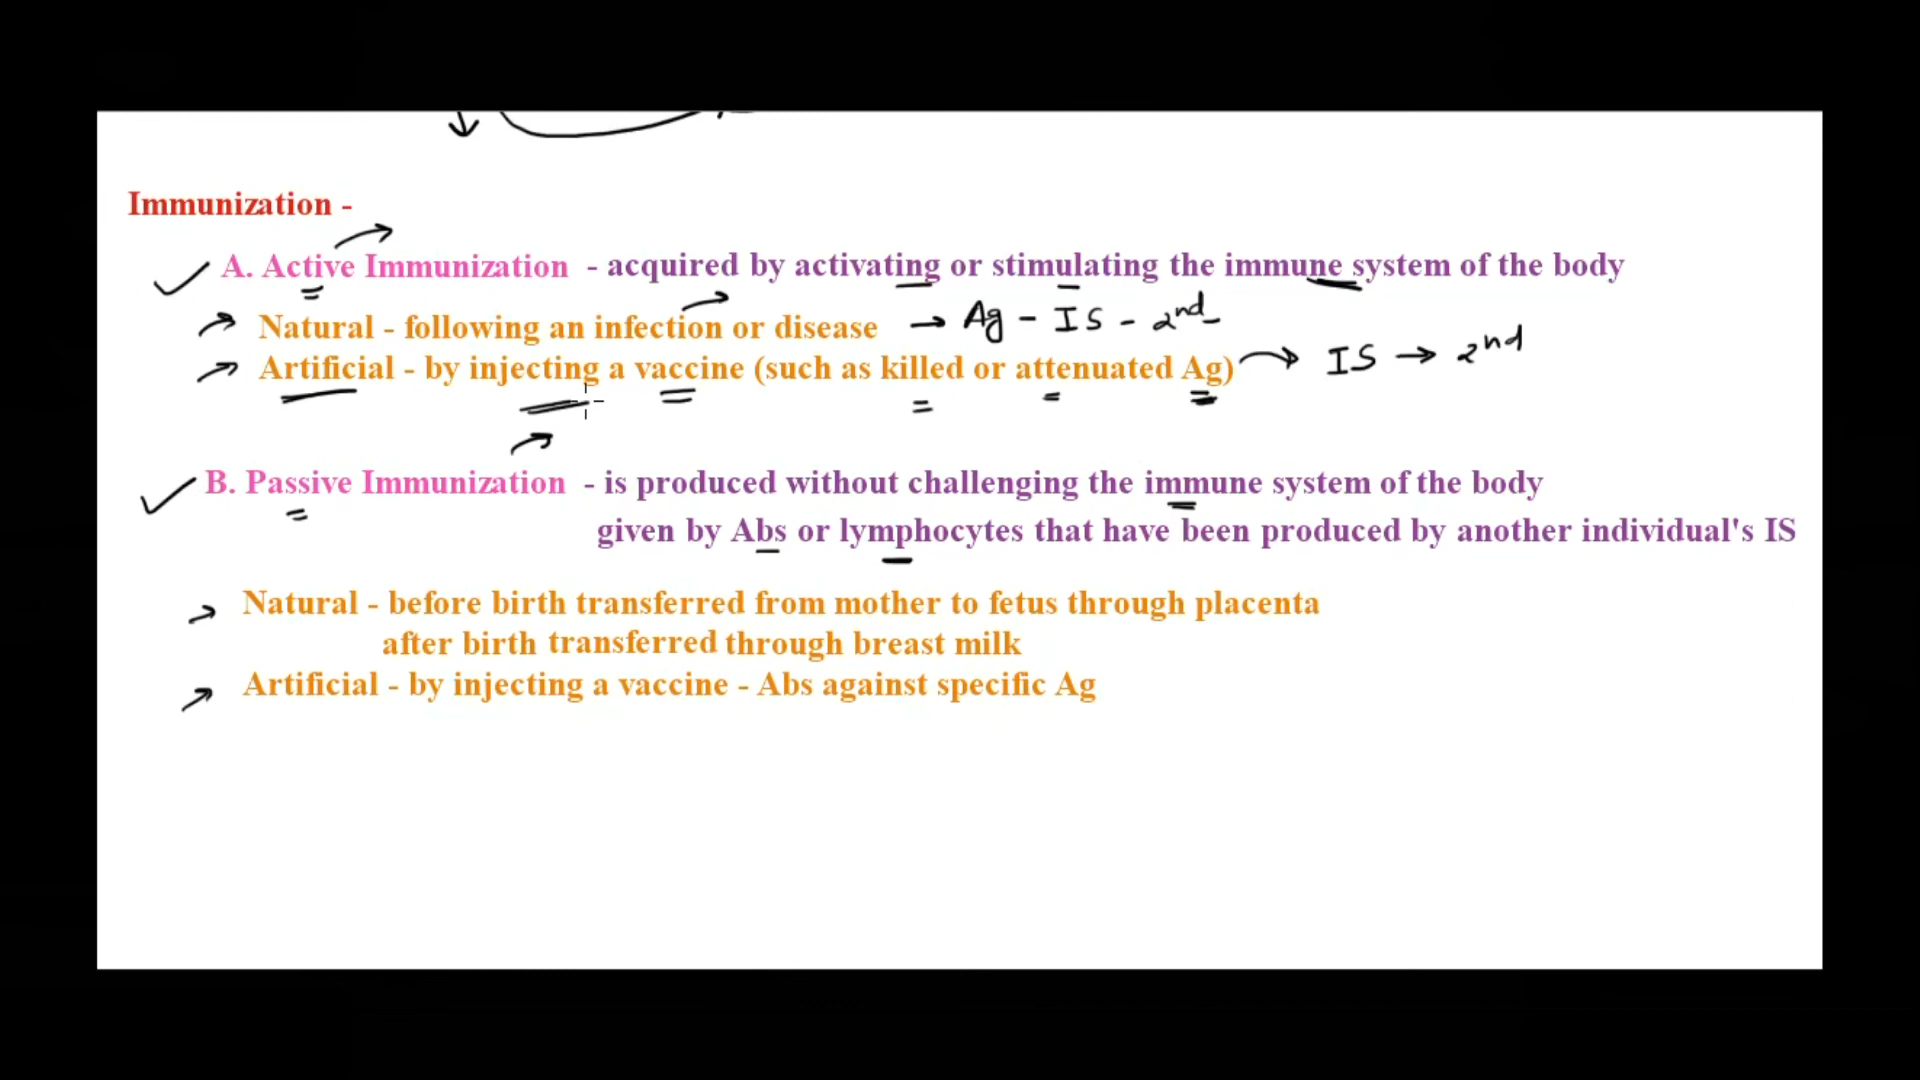 Immunization -
A. Active Immunization - acquired by activating or stimulating the immune system of the body
Natural - following an infection or disease → Ag - IS - 2nd
Artificial - by injecting a vaccine (such as killed or attenuated Ag) → IS → 2nd
B. Passive Immunization - is produced without challenging the immune system of the body
given by Abs or lymphocytes that have been produced by another individual's IS
Natural - before birth transferred from mother to fetus through placenta
after birth transferred through breast milk
Artificial - by injecting a vaccine - Abs against specific Ag